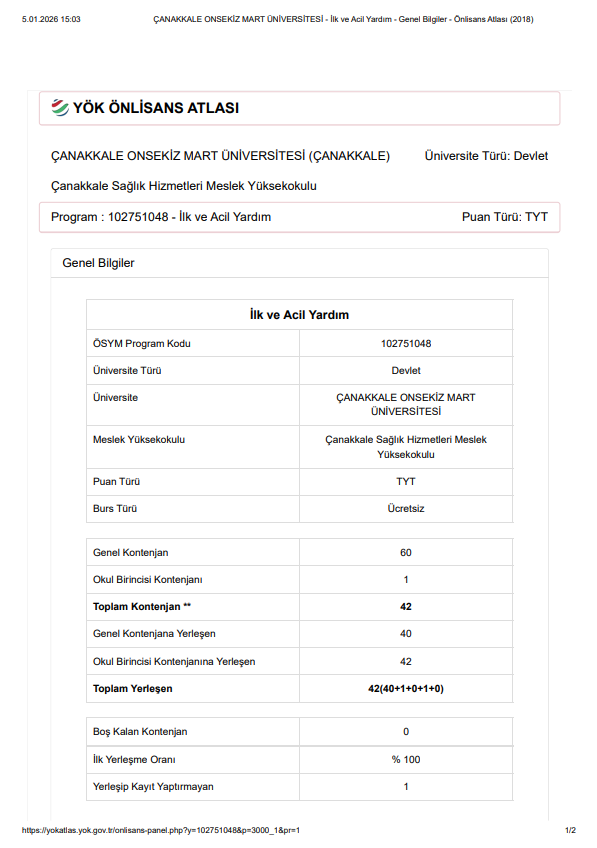 5.01.2026 15:03 ÇANAKKALE ONSEKİZ MART ÜNİVERSİTESİ - İlk ve Acil Yardım - Genel Bilgiler - Önlisans Atlası (2018)
YÖK ÖNLİSANS ATLASI
ÇANAKKALE ONSEKİZ MART ÜNİVERSİTESİ (ÇANAKKALE) Üniversite Türü: Devlet
Çanakkale Sağlık Hizmetleri Meslek Yüksekokulu
Program : 102751048 - İlk ve Acil Yardım Puan Türü: TYT
Genel Bilgiler
İlk ve Acil Yardım
ÖSYM Program Kodu 102751048
Üniversite Türü Devlet
Üniversite ÇANAKKALE ONSEKİZ MART
ÜNİVERSİTESİ
Meslek Yüksekokulu Çanakkale Sağlık Hizmetleri Meslek
Yüksekokulu
Puan Türü TYT
Burs Türü Ücretsiz
Genel Kontenjan 60
Okul Birincisi Kontenjanı 1
Toplam Kontenjan ** 42
Genel Kontenjana Yerleşen 40
Okul Birincisi Kontenjanına Yerleşen 42
Toplam Yerleşen 42(40+1+0+1+0)
Boş Kalan Kontenjan 0
İlk Yerleşme Oranı % 100
Yerleşip Kayıt Yaptırmayan 1
https://yokatlas.yok.gov.tr/onlisans-panel.php?y=102751048&p=3000_1&pr=1 1/2